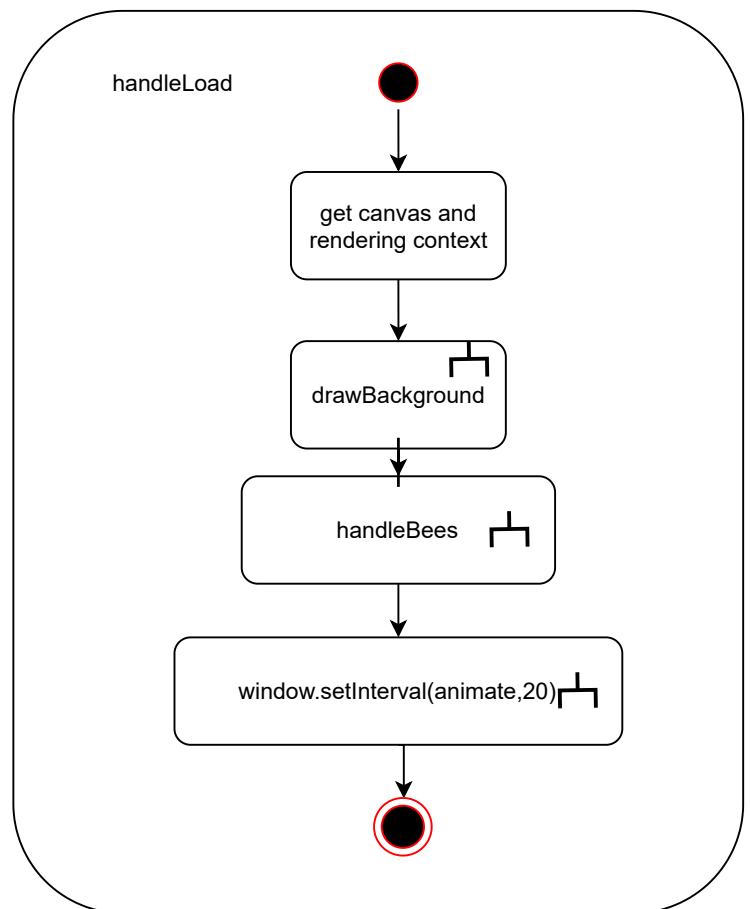 handleLoad
get canvas and
rendering context
drawBackground
handleBees
window.setInterval(animate,20)